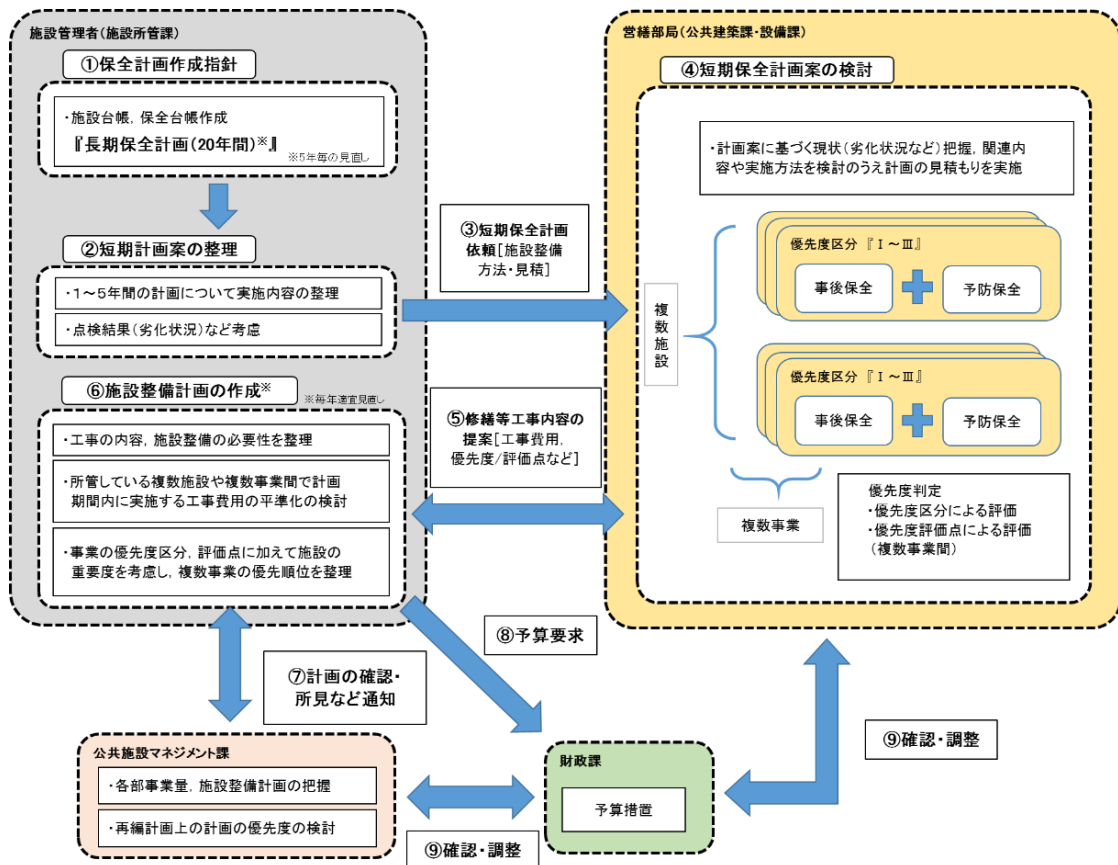 施設管理者(施設所管課)
①保全計画作成指針
・施設台帳，保全台帳作成
『長期保全計画(20年間)※』
※5年毎の見直し
②短期計画案の整理
・1～5年間の計画について実施内容の整理
・点検結果(劣化状況)など考慮
⑥施設整備計画の作成※
※毎年適宜見直し
・工事の内容，施設整備の必要性を整理
・所管している複数施設や複数事業間で計画
期間内に実施する工事費用の平準化の検討
・事業の優先度区分，評価点に加えて施設の
重要度を考慮し，複数事業の優先順位を整理
③短期保全計画
依頼[施設整備
方法・見積]
⑤修繕等工事内容の
提案[工事費用，
優先度/評価点など]
営繕部局(公共建築課・設備課)
④短期保全計画案の検討
・計画案に基づく現状(劣化状況など)把握，関連内
容や実施方法を検討のうえ計画の見積もりを実施
複数施設
優先度区分 『Ⅰ～Ⅲ』
事後保全
予防保全
優先度区分 『Ⅰ～Ⅲ』
事後保全
予防保全
複数事業
優先度判定
・優先度区分による評価
・優先度評価点による評価
(複数事業間)
⑦計画の確認・
所見など通知
⑧予算要求
⑨確認・調整
公共施設マネジメント課
・各部事業量，施設整備計画の把握
・再編計画上の計画の優先度の検討
⑨確認・調整
財政課
予算措置